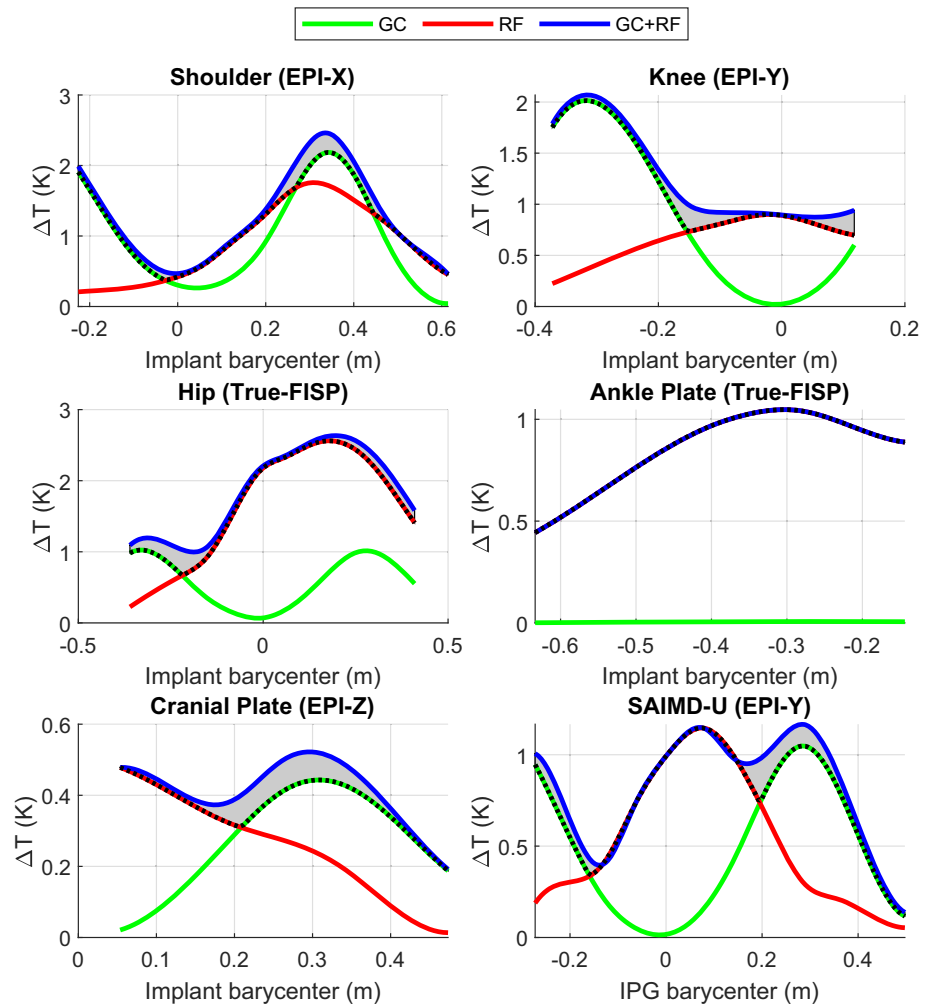 GC RF GC+RF
Shoulder (EPI-X)
3
2
1
0
ΔT (K)
-0.2 0 0.2 0.4 0.6
Implant barycenter (m)
Knee (EPI-Y)
2
1.5
1
0.5
0
ΔT (K)
-0.4 -0.2 0 0.2
Implant barycenter (m)
Hip (True-FISP)
3
2
1
0
ΔT (K)
-0.5 0 0.5
Implant barycenter (m)
Ankle Plate (True-FISP)
1
0.5
0
ΔT (K)
-0.6 -0.5 -0.4 -0.3 -0.2
Implant barycenter (m)
Cranial Plate (EPI-Z)
0.6
0.4
0.2
0
ΔT (K)
0 0.1 0.2 0.3 0.4
Implant barycenter (m)
SAIMD-U (EPI-Y)
1
0.5
0
ΔT (K)
-0.2 0 0.2 0.4
IPG barycenter (m)